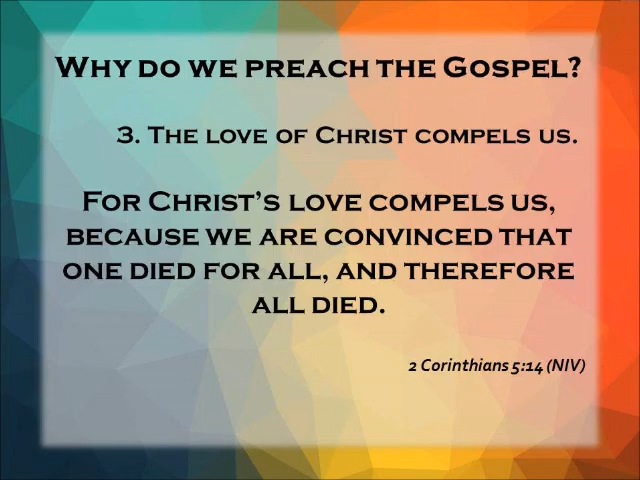 Why do we preach the Gospel?
3. The love of Christ compels us.
For Christ’s love compels us,
because we are convinced that
one died for all, and therefore
all died.
2 Corinthians 5:14 (NIV)